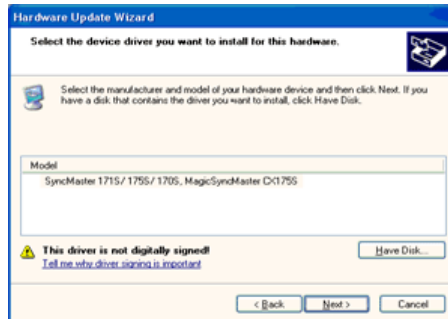 Hardware Update Wizard
Select the device driver you want to install for this hardware.
Select the manufacturer and model of your hardware device and then click Next. If you
have a disk that contains the driver you want to install, click Have Disk.
Model
SyncMaster 171S/ 175S/ 170S, MagicSyncMaster CX175S
This driver is not digitally signed!
Have Disk...
Tell me why driver signing is important
< Back
Next >
Cancel